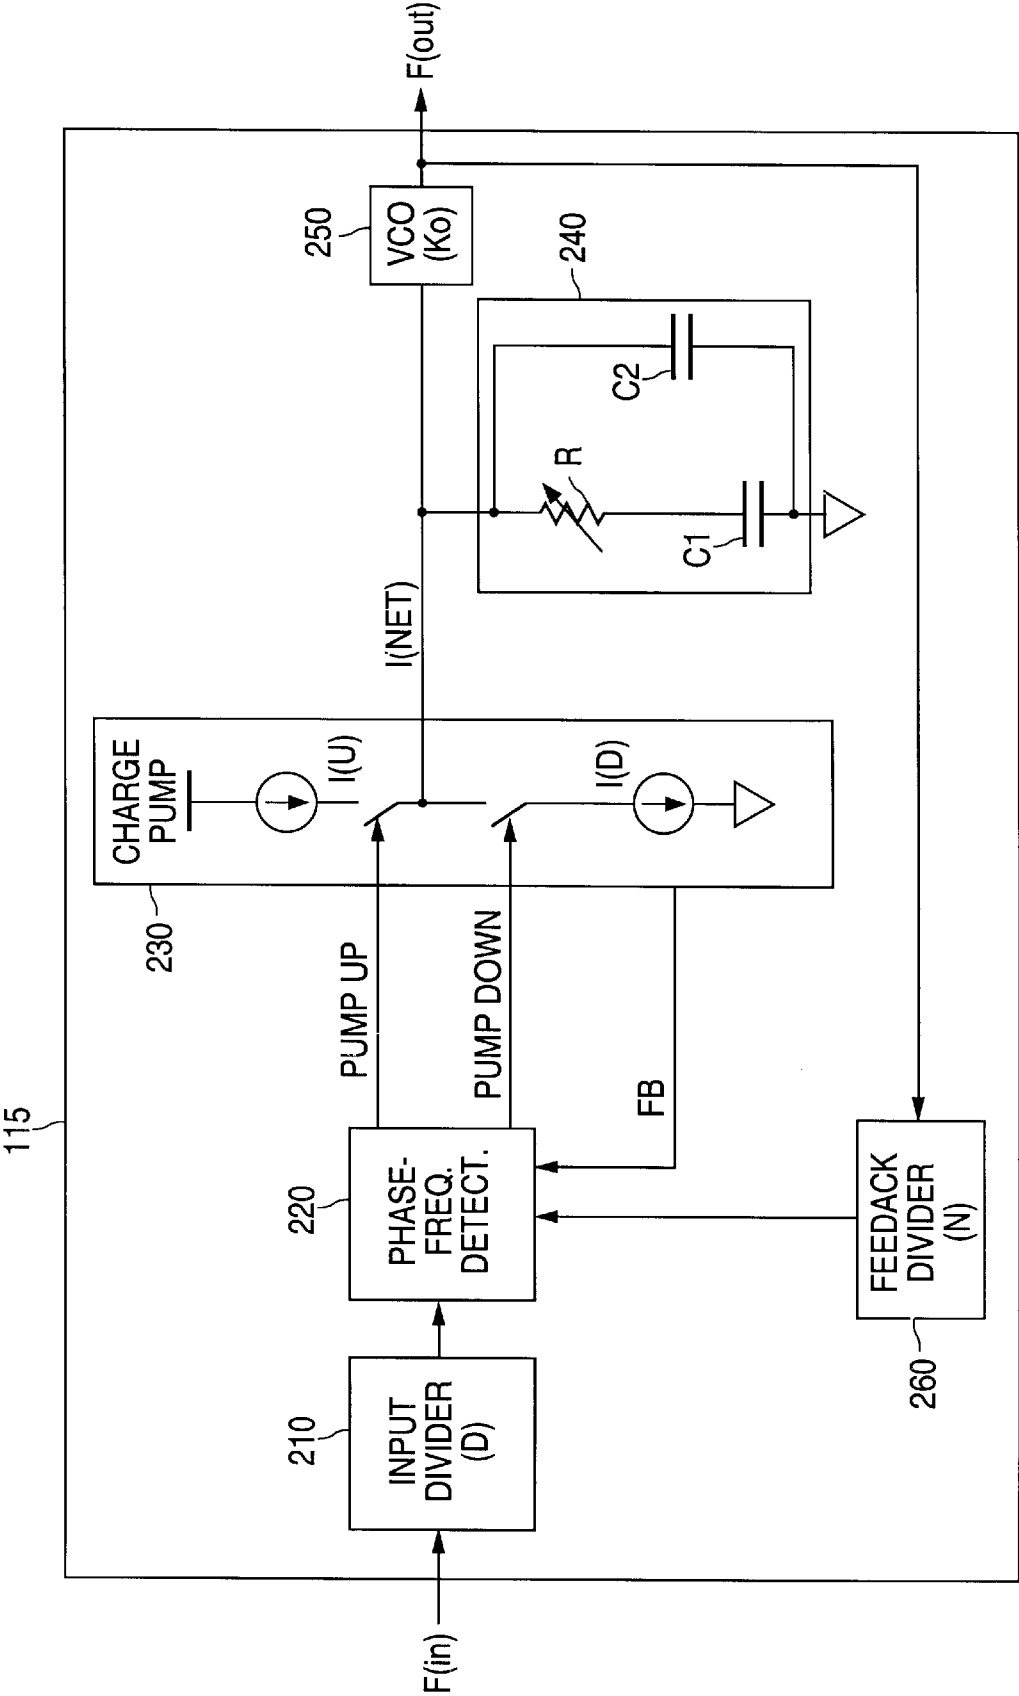 115
F(in)
210
INPUT
DIVIDER
(D)
220
PHASE-
FREQ.
DETECT.
PUMP UP
PUMP DOWN
FB
230
CHARGE
PUMP
I(U)
I(D)
I(NET)
240
R
C1
C2
250
VCO
(Ko)
F(out)
260
FEEDACK
DIVIDER
(N)